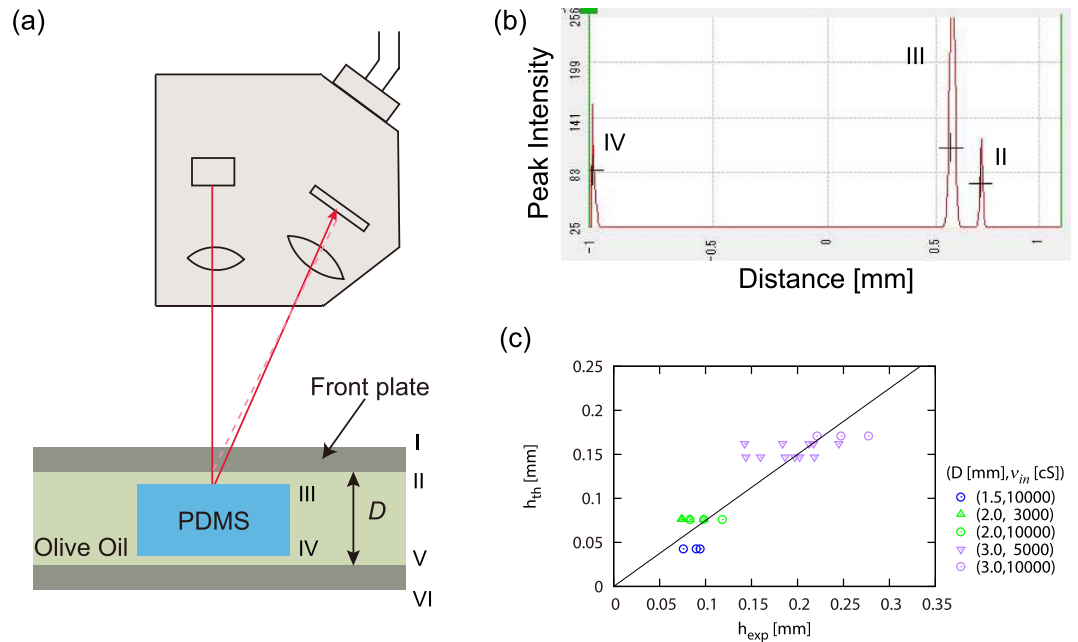 (a)
Front plate
I
II
III
D
PDMS
IV
Olive Oil
V
VI
(b)
Peak Intensity
256
199
141
83
25
III
IV
II
-1
-0.5
0
0.5
1
Distance [mm]
(c)
h_th [mm]
0.25
0.2
0.15
0.1
0.05
0
0
0.05
0.1
0.15
0.2
0.25
0.3
0.35
h_exp [mm]
(D [mm], ν_in [cS])
(1.5,10000)
(2.0, 3000)
(2.0,10000)
(3.0, 5000)
(3.0,10000)